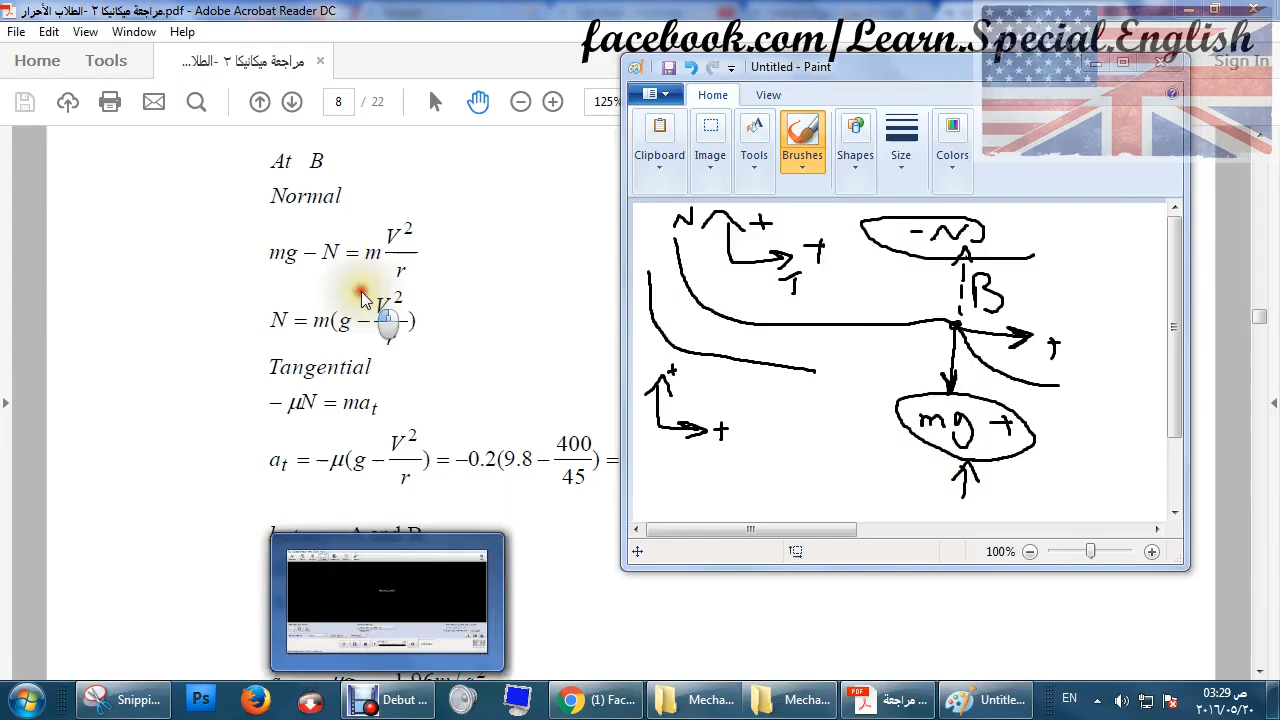 مراجعة ميكانيكا ٢ -الطلاب الأحرار.pdf - Adobe Acrobat Reader DC
facebook.com/Learn.Special.English
File Edit View Window Help
Home Tools
مراجعة ميكانيكا ٢ -الطلا...
Sign In
8 / 22
125%
Untitled - Paint
Home View
Clipboard Image Tools Brushes Shapes Size Colors
At B
Normal
mg − N = m V²/r
N = m(g − V²/r)
Tangential
− μN = ma_t
a_t = −μ(g − V²/r) = −0.2(9.8 − 400/45) =
N +
+
T
- N
B
+
mg +
+
+
100%
Snippi...
Debut ...
(1) Fac...
Mecha...
Mecha...
مراجعة...
Untitle...
EN
03:29 ص
٢٠١٦/٠٥/٢٠